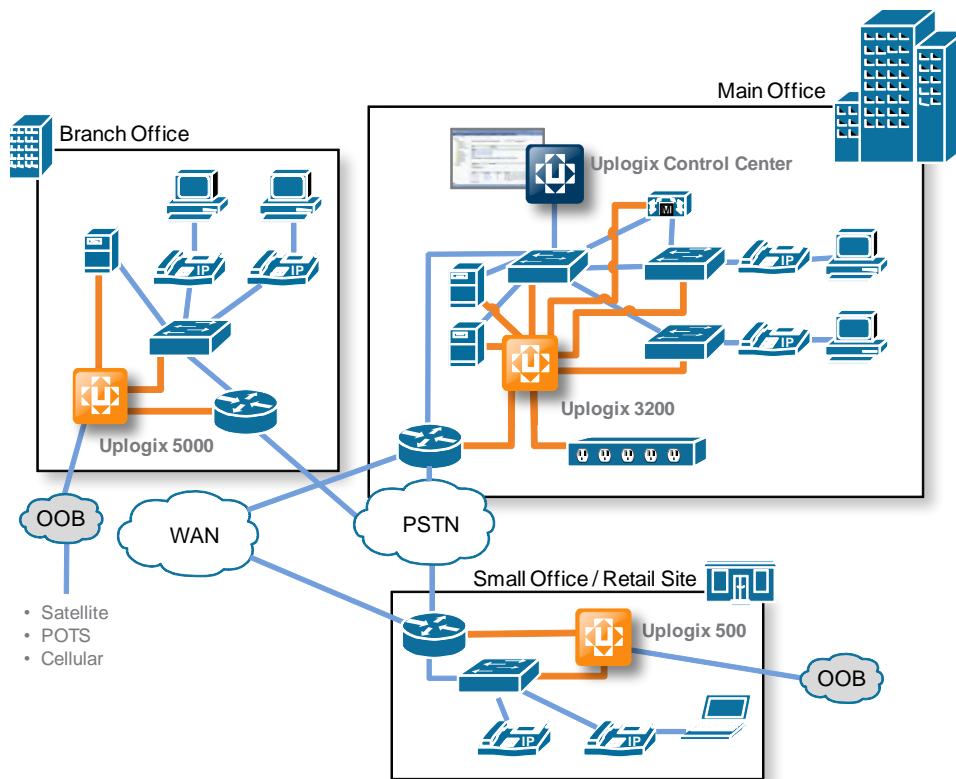 Main Office
Branch Office
Uplogix Control Center
U
M
IP
IP
IP
IP
U
Uplogix 3200
U
Uplogix 5000
OOB
WAN
PSTN
Small Office / Retail Site
• Satellite
• POTS
• Cellular
U
Uplogix 500
OOB
IP
IP